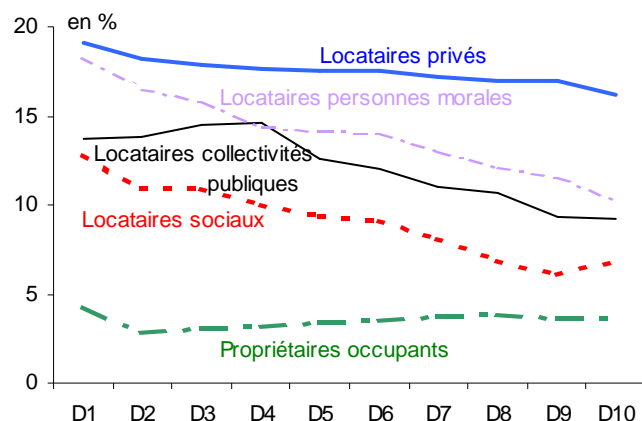 20
en %
Locataires privés
Locataires personnes morales
15
Locataires collectivités
publiques
10
Locataires sociaux
5
Propriétaires occupants
0
D1 D2 D3 D4 D5 D6 D7 D8 D9 D10